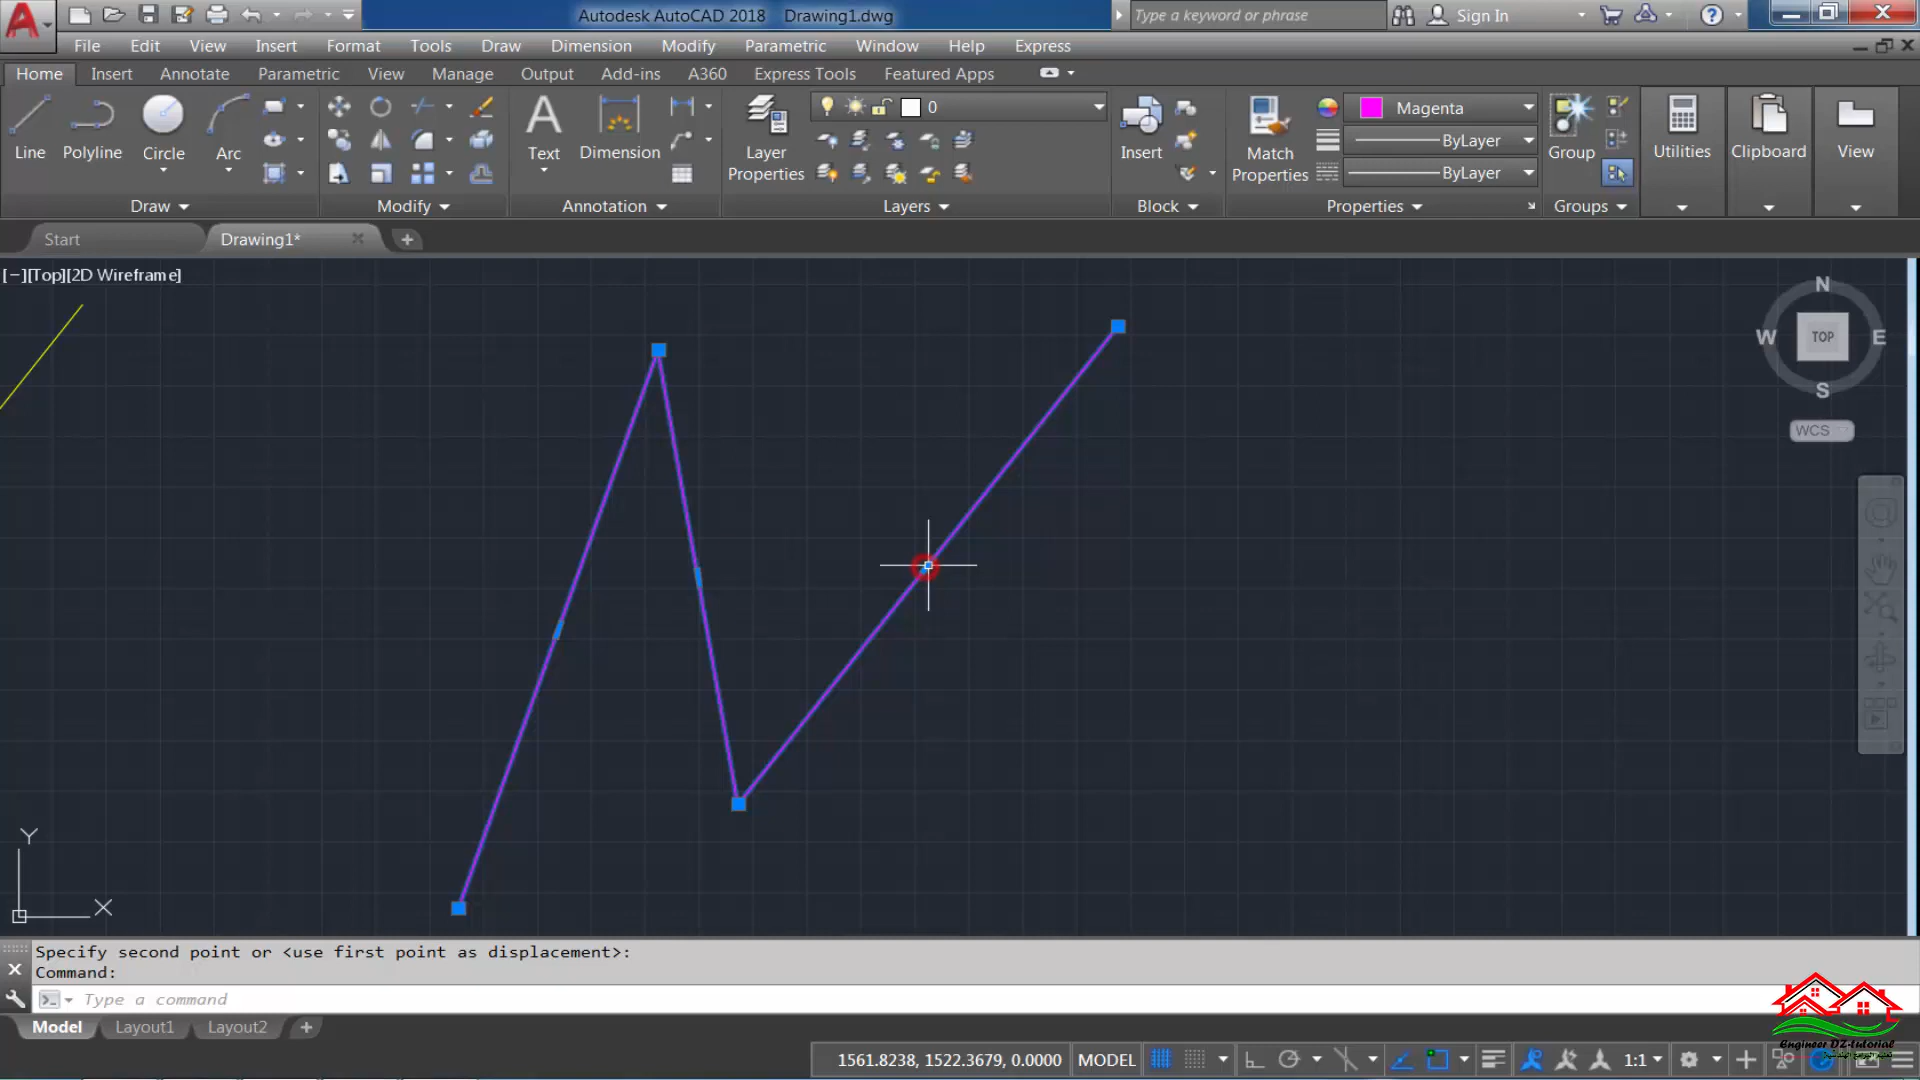 Autodesk AutoCAD 2018 Drawing1.dwg
Type a keyword or phrase
Sign In
File Edit View Insert Format Tools Draw Dimension Modify Parametric Window Help Express
Home Insert Annotate Parametric View Manage Output Add-ins A360 Express Tools Featured Apps
0
Magenta
ByLayer
ByLayer
Line Polyline Circle Arc Text Dimension Layer Properties Insert Match Properties Group Utilities Clipboard View
Draw Modify Annotation Layers Block Properties Groups
Start Drawing1*
[−][Top][2D Wireframe]
N
W TOP E
S
WCS
Y
X
Specify second point or <use first point as displacement>:
Command:
Type a command
Model Layout1 Layout2
1561.8238, 1522.3679, 0.0000 MODEL 1:1
Engineer DZ-tutorial